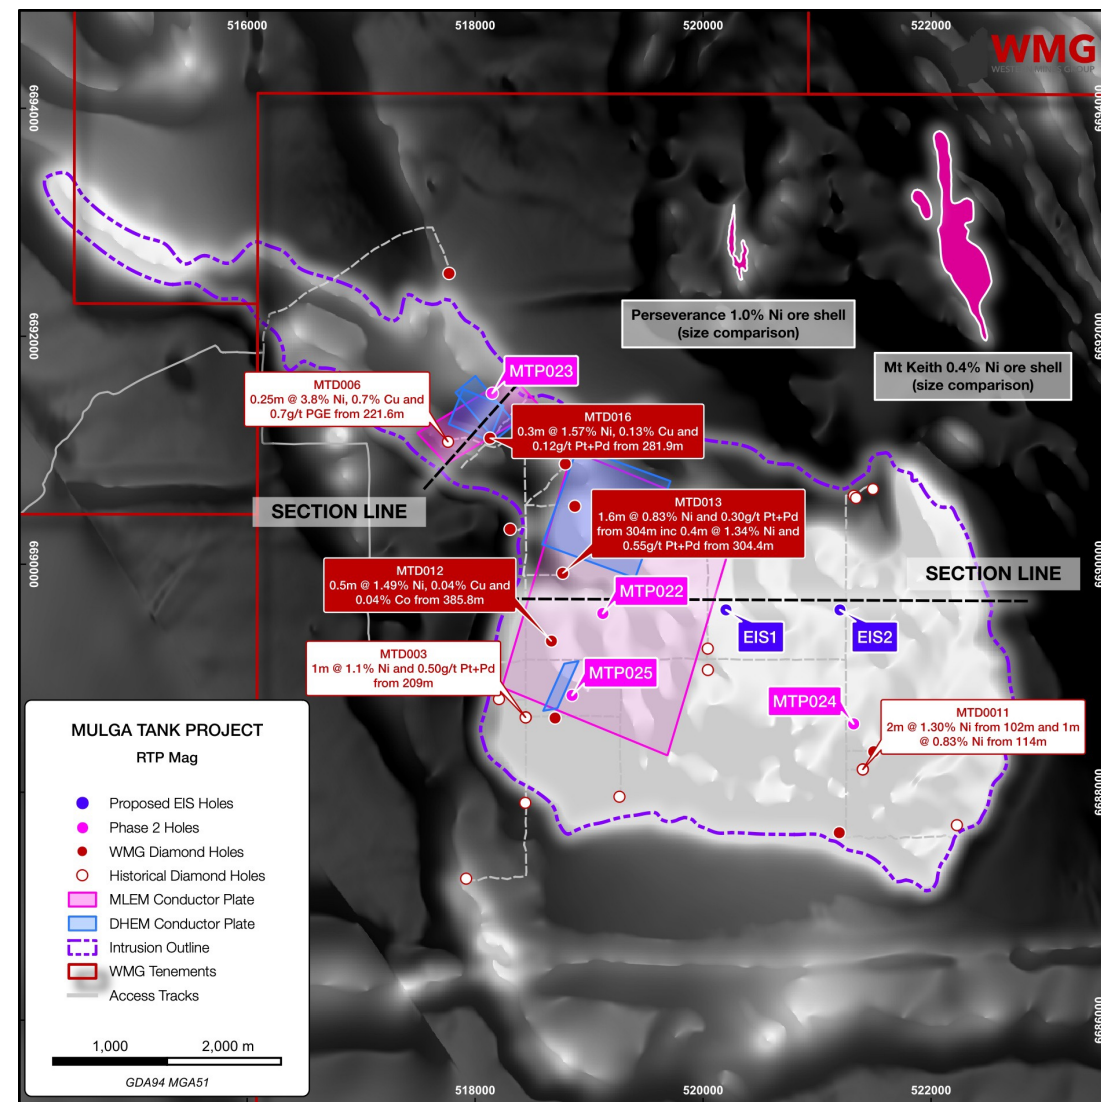 516000
518000
520000
522000
WMG
WESTERN MINING GROUP
6694000
6694000
Perseverance 1.0% Ni ore shell
(size comparison)
6692000
6692000
Mt Keith 0.4% Ni ore shell
(size comparison)
MTP023
MTD006
0.25m @ 3.8% Ni, 0.7% Cu and
0.7g/t PGE from 221.6m
MTD016
0.3m @ 1.57% Ni, 0.13% Cu and
0.12g/t Pt+Pd from 281.9m
SECTION LINE
MTD013
1.6m @ 0.83% Ni and 0.30g/t Pt+Pd
from 304m inc 0.4m @ 1.34% Ni and
0.55g/t Pt+Pd from 304.4m
6690000
6690000
MTD012
0.5m @ 1.49% Ni, 0.04% Cu and
0.04% Co from 385.8m
SECTION LINE
MTP022
EIS1
EIS2
MTD003
1m @ 1.1% Ni and 0.50g/t Pt+Pd
from 209m
MTP025
MTP024
MTD0011
2m @ 1.30% Ni from 102m and 1m
@ 0.83% Ni from 114m
6688000
MULGA TANK PROJECT
RTP Mag
Proposed EIS Holes
Phase 2 Holes
WMG Diamond Holes
Historical Diamond Holes
MLEM Conductor Plate
DHEM Conductor Plate
Intrusion Outline
WMG Tenements
Access Tracks
1,000
2,000 m
GDA94 MGA51
6686000
518000
520000
522000